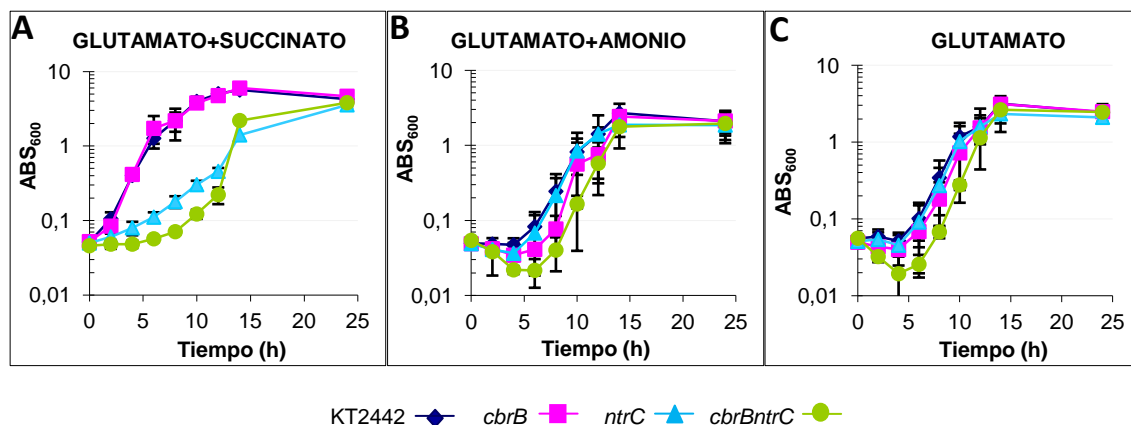 A
GLUTAMATO+SUCCINATO
10
1
0,1
0,01
ABS600
0 5 10 15 20 25
Tiempo (h)
B
GLUTAMATO+AMONIO
10
1
0,1
0,01
ABS600
0 5 10 15 20 25
Tiempo (h)
C
GLUTAMATO
10
1
0,1
0,01
ABS600
0 5 10 15 20 25
Tiempo (h)
KT2442 cbrB ntrC cbrBntrC